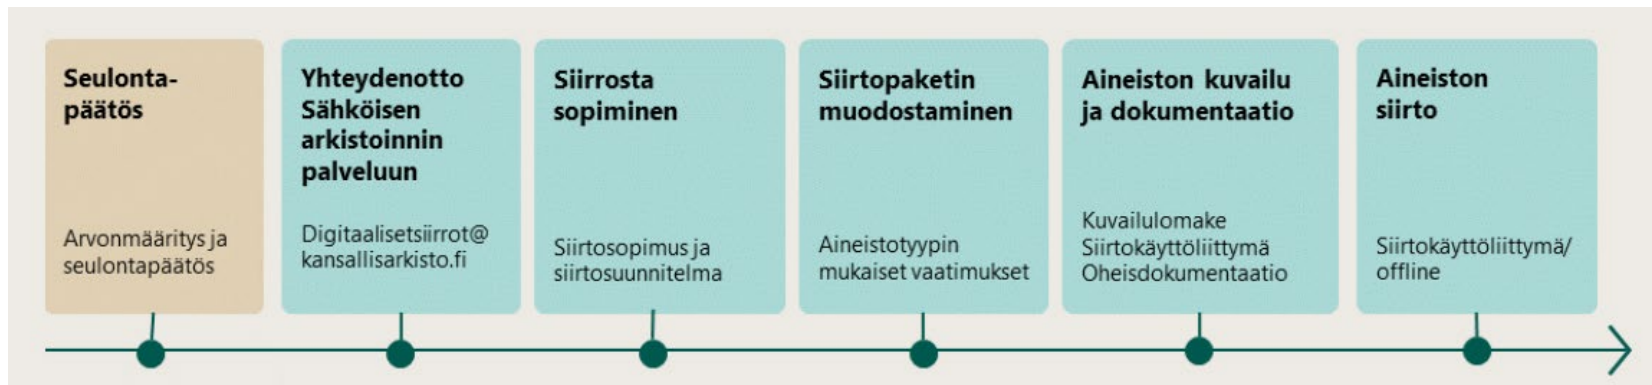 Seulonta-
päätös
Arvonmääritys ja
seulontapäätös
Yhteydenotto
Sähköisen
arkistoinnin
palveluun
Digitaalisetsiirrot@
kansallisarkisto.fi
Siirrosta
sopiminen
Siirtosopimus ja
siirtosuunnitelma
Siirtopaketin
muodostaminen
Aineistotyypin
mukaiset vaatimukset
Aineiston kuvailu
ja dokumentaatio
Kuvailulomake
Siirtokäyttöliittymä
Oheisdokumentaatio
Aineiston
siirto
Siirtokäyttöliittymä/
offline